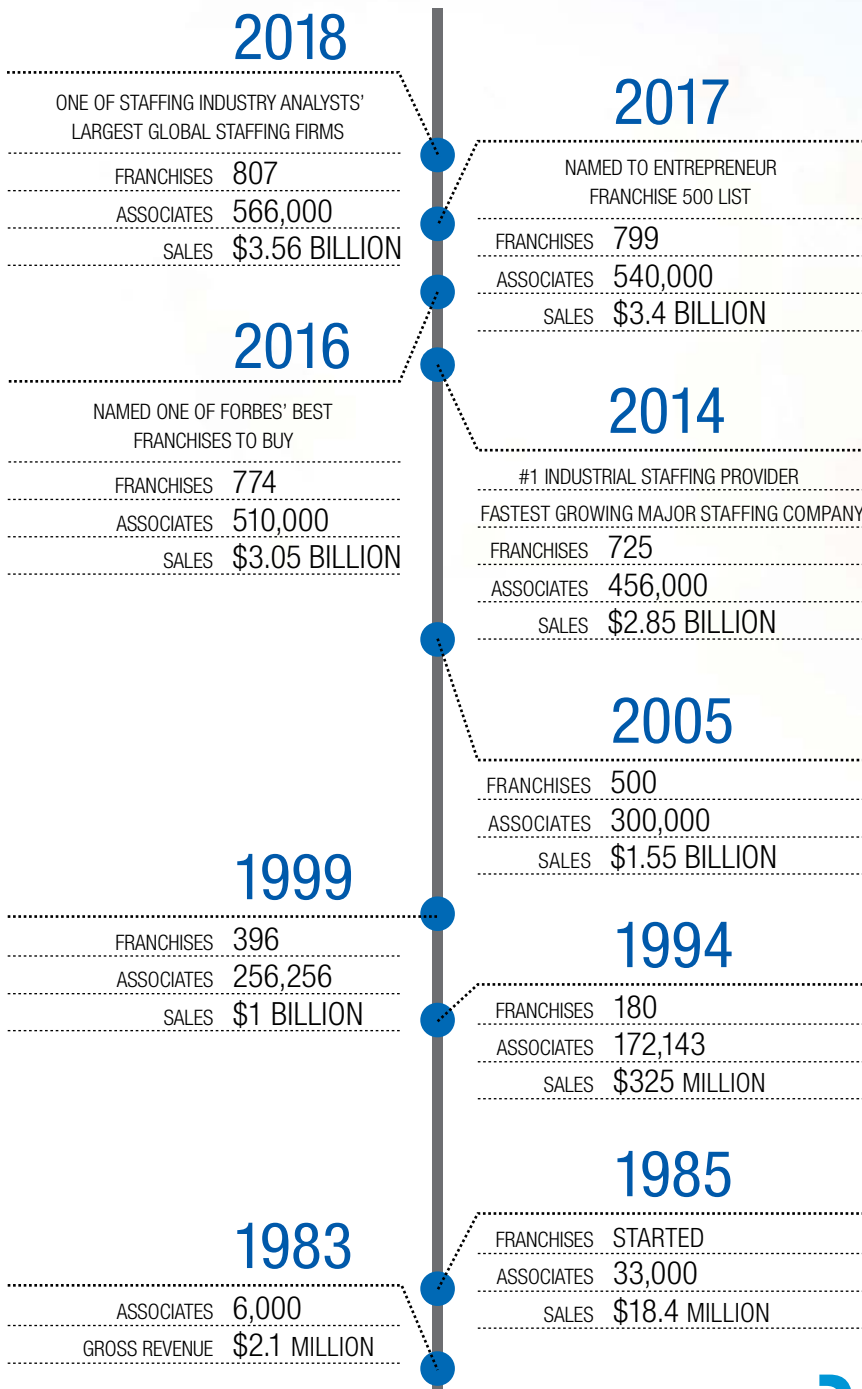 2018
ONE OF STAFFING INDUSTRY ANALYSTS’
LARGEST GLOBAL STAFFING FIRMS
FRANCHISES 807
ASSOCIATES 566,000
SALES $3.56 BILLION
2017
NAMED TO ENTREPRENEUR
FRANCHISE 500 LIST
FRANCHISES 799
ASSOCIATES 540,000
SALES $3.4 BILLION
2016
NAMED ONE OF FORBES’ BEST
FRANCHISES TO BUY
FRANCHISES 774
ASSOCIATES 510,000
SALES $3.05 BILLION
2014
#1 INDUSTRIAL STAFFING PROVIDER
FASTEST GROWING MAJOR STAFFING COMPANY
FRANCHISES 725
ASSOCIATES 456,000
SALES $2.85 BILLION
2005
FRANCHISES 500
ASSOCIATES 300,000
SALES $1.55 BILLION
1999
FRANCHISES 396
ASSOCIATES 256,256
SALES $1 BILLION
1994
FRANCHISES 180
ASSOCIATES 172,143
SALES $325 MILLION
1985
FRANCHISES STARTED
ASSOCIATES 33,000
SALES $18.4 MILLION
1983
ASSOCIATES 6,000
GROSS REVENUE $2.1 MILLION